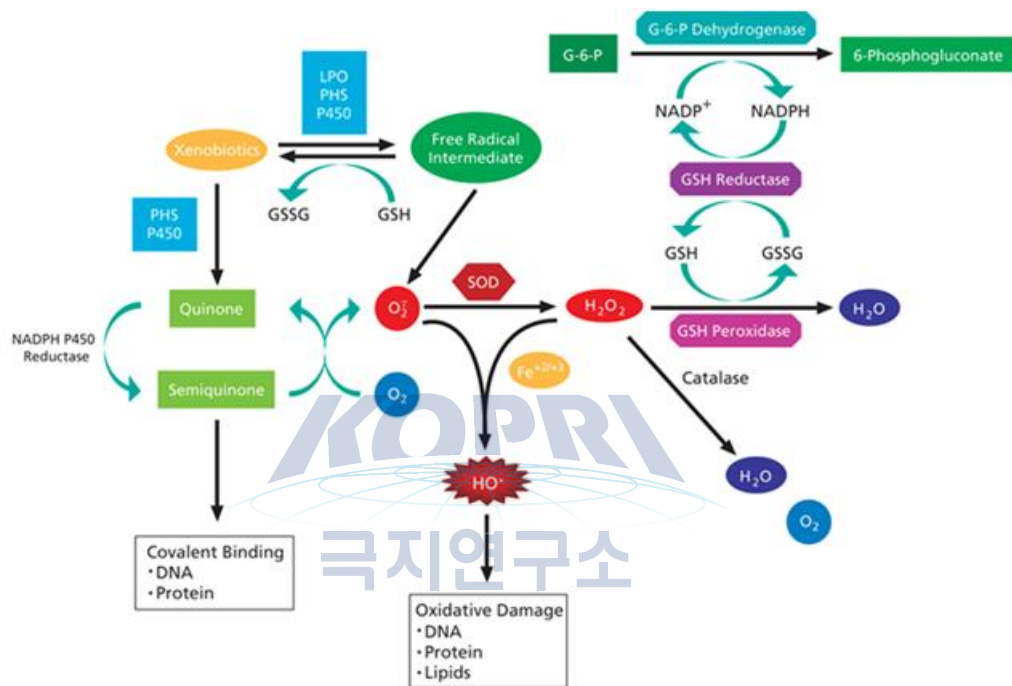 G-6-P Dehydrogenase
G-6-P
6-Phosphogluconate
NADP+
NADPH
GSH Reductase
GSH
GSSG
LPO
PHS
P450
Xenobiotics
Free Radical
Intermediate
GSSG
GSH
PHS
P450
SOD
Quinone
O₂⁻
H₂O₂
H₂O
GSH Peroxidase
NADPH P450
Reductase
Fe+2/+3
Catalase
Semiquinone
O₂
KOPRI
HO•
H₂O
O₂
극지연구소
Covalent Binding
•DNA
•Protein
Oxidative Damage
•DNA
•Protein
•Lipids